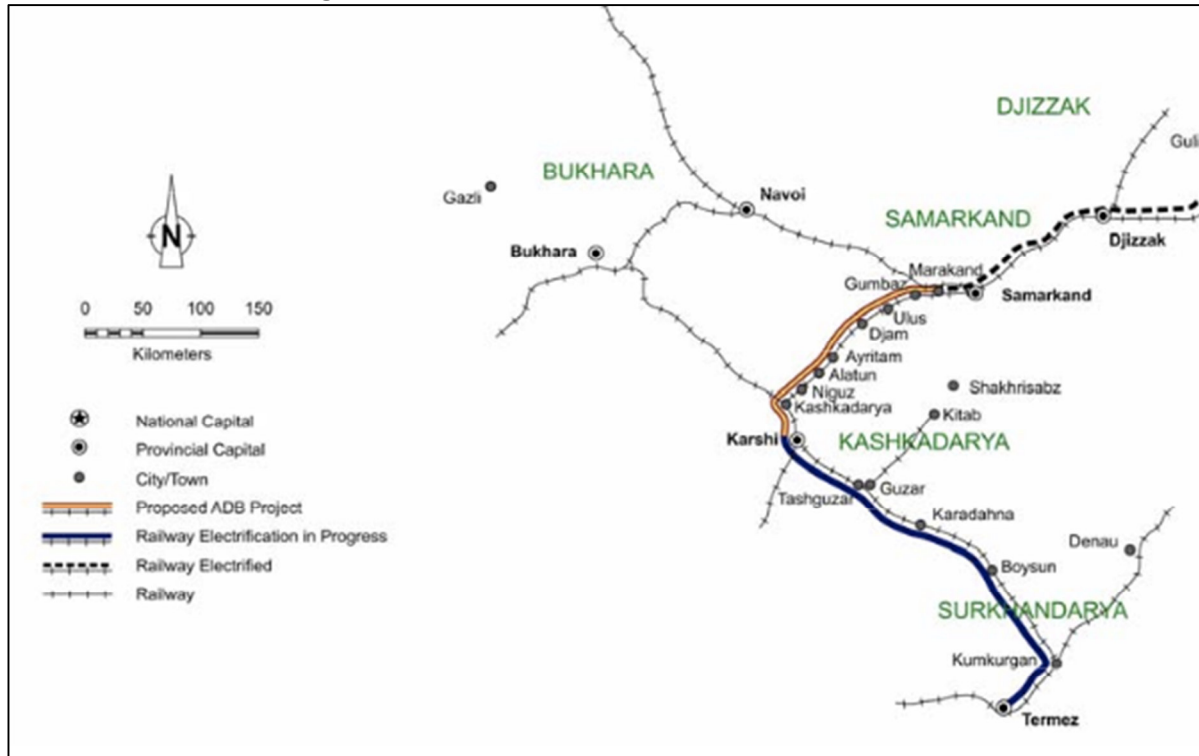 DJIZZAK
Guli
BUKHARA
Gazli
Navoi
SAMARKAND
Djizzak
Bukhara
Marakand
Gumbaz
Samarkand
Ulus
Djam
Ayritam
Alatun
Niguz
Kashkadarya
Shakhrisabz
Kitab
Karshi
KASHKADARYA
Tashguzar
Guzar
Karadahna
Denau
Boysun
SURKHANDARYA
Kumkurgan
Termez
N
0 50 100 150
Kilometers
National Capital
Provincial Capital
City/Town
Proposed ADB Project
Railway Electrification in Progress
Railway Electrified
Railway